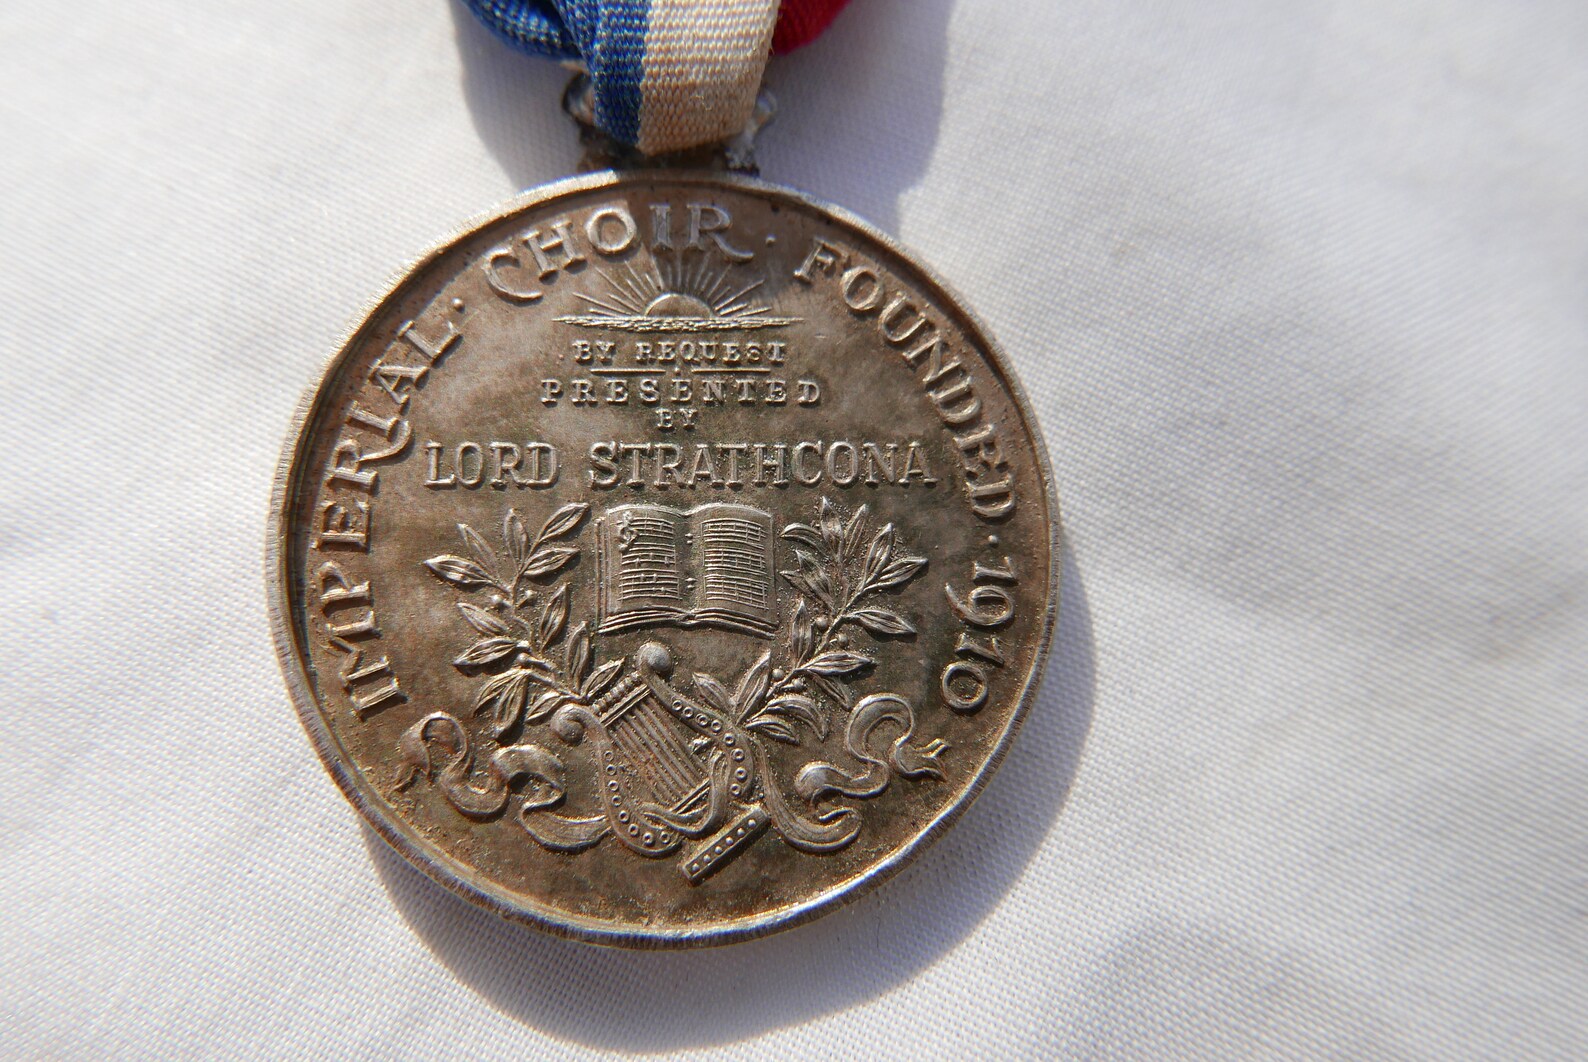 IMPERIAL · CHOIR · FOUNDED · 1910
BY REQUEST
PRESENTED
BY
LORD STRATHCONA